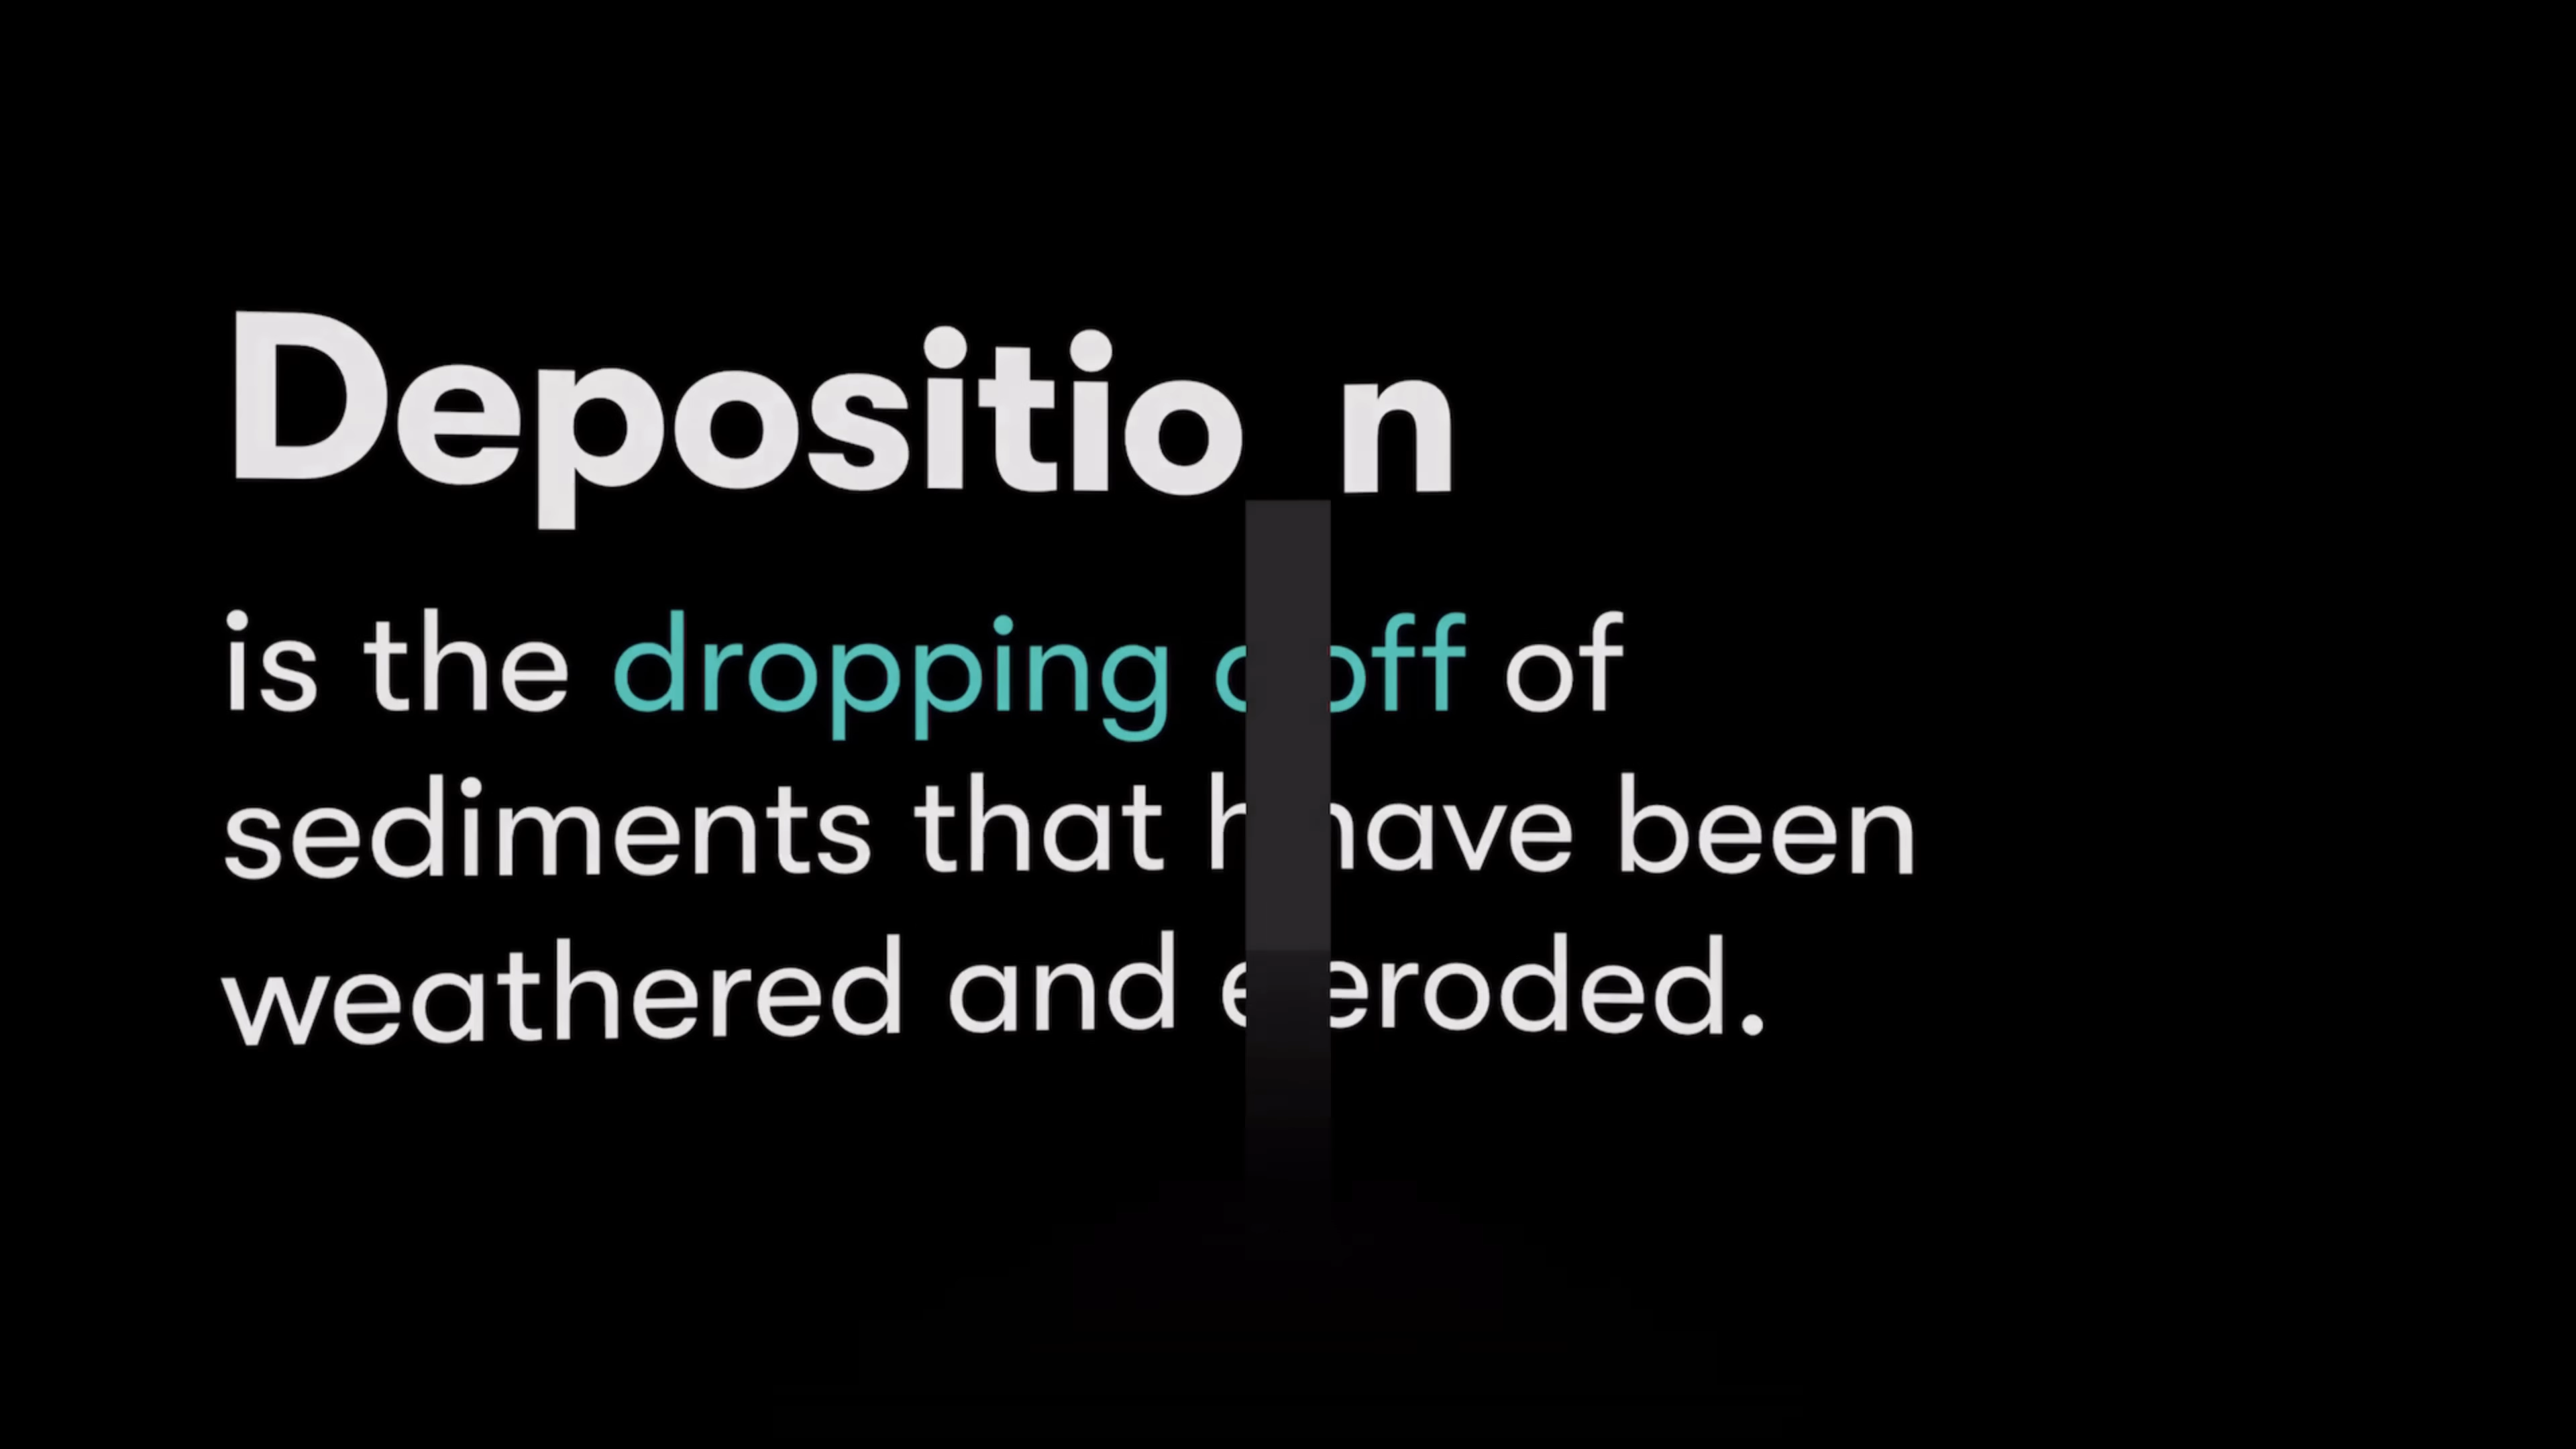 Deposition
is the dropping off of
sediments that have been
weathered and eroded.